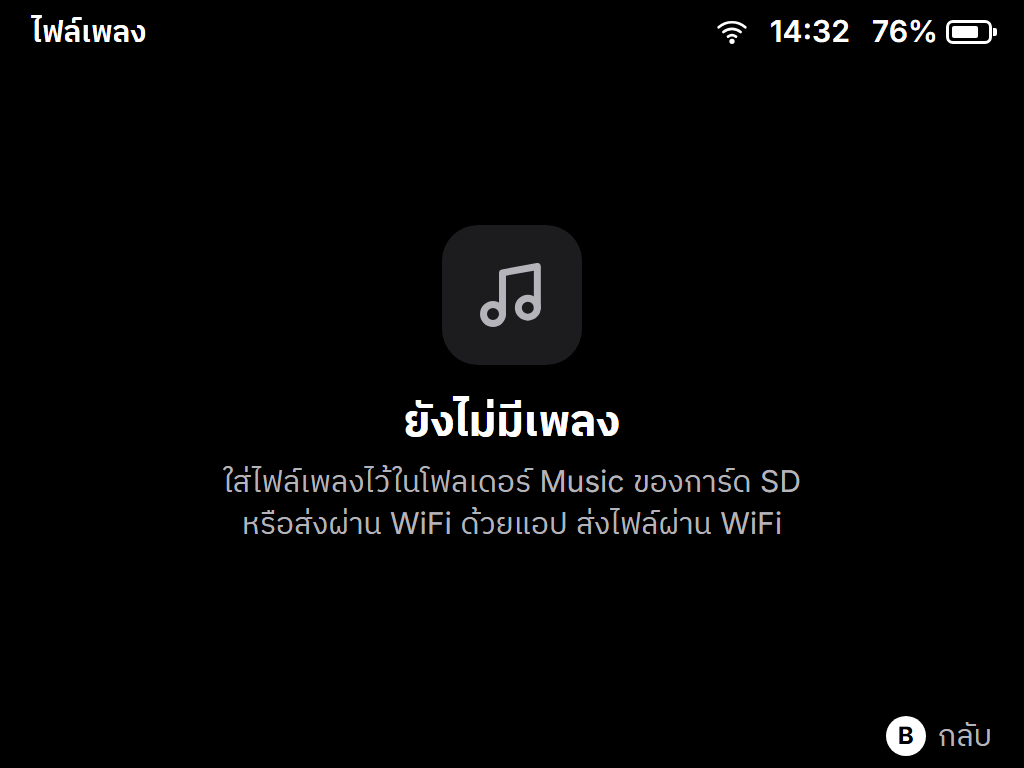 ไฟล์เพลง
14:32 76%
ยังไม่มีเพลง
ใส่ไฟล์เพลงไว้ในโฟลเดอร์ Music ของการ์ด SD
หรือส่งผ่าน WiFi ด้วยแอป ส่งไฟล์ผ่าน WiFi
B กลับ